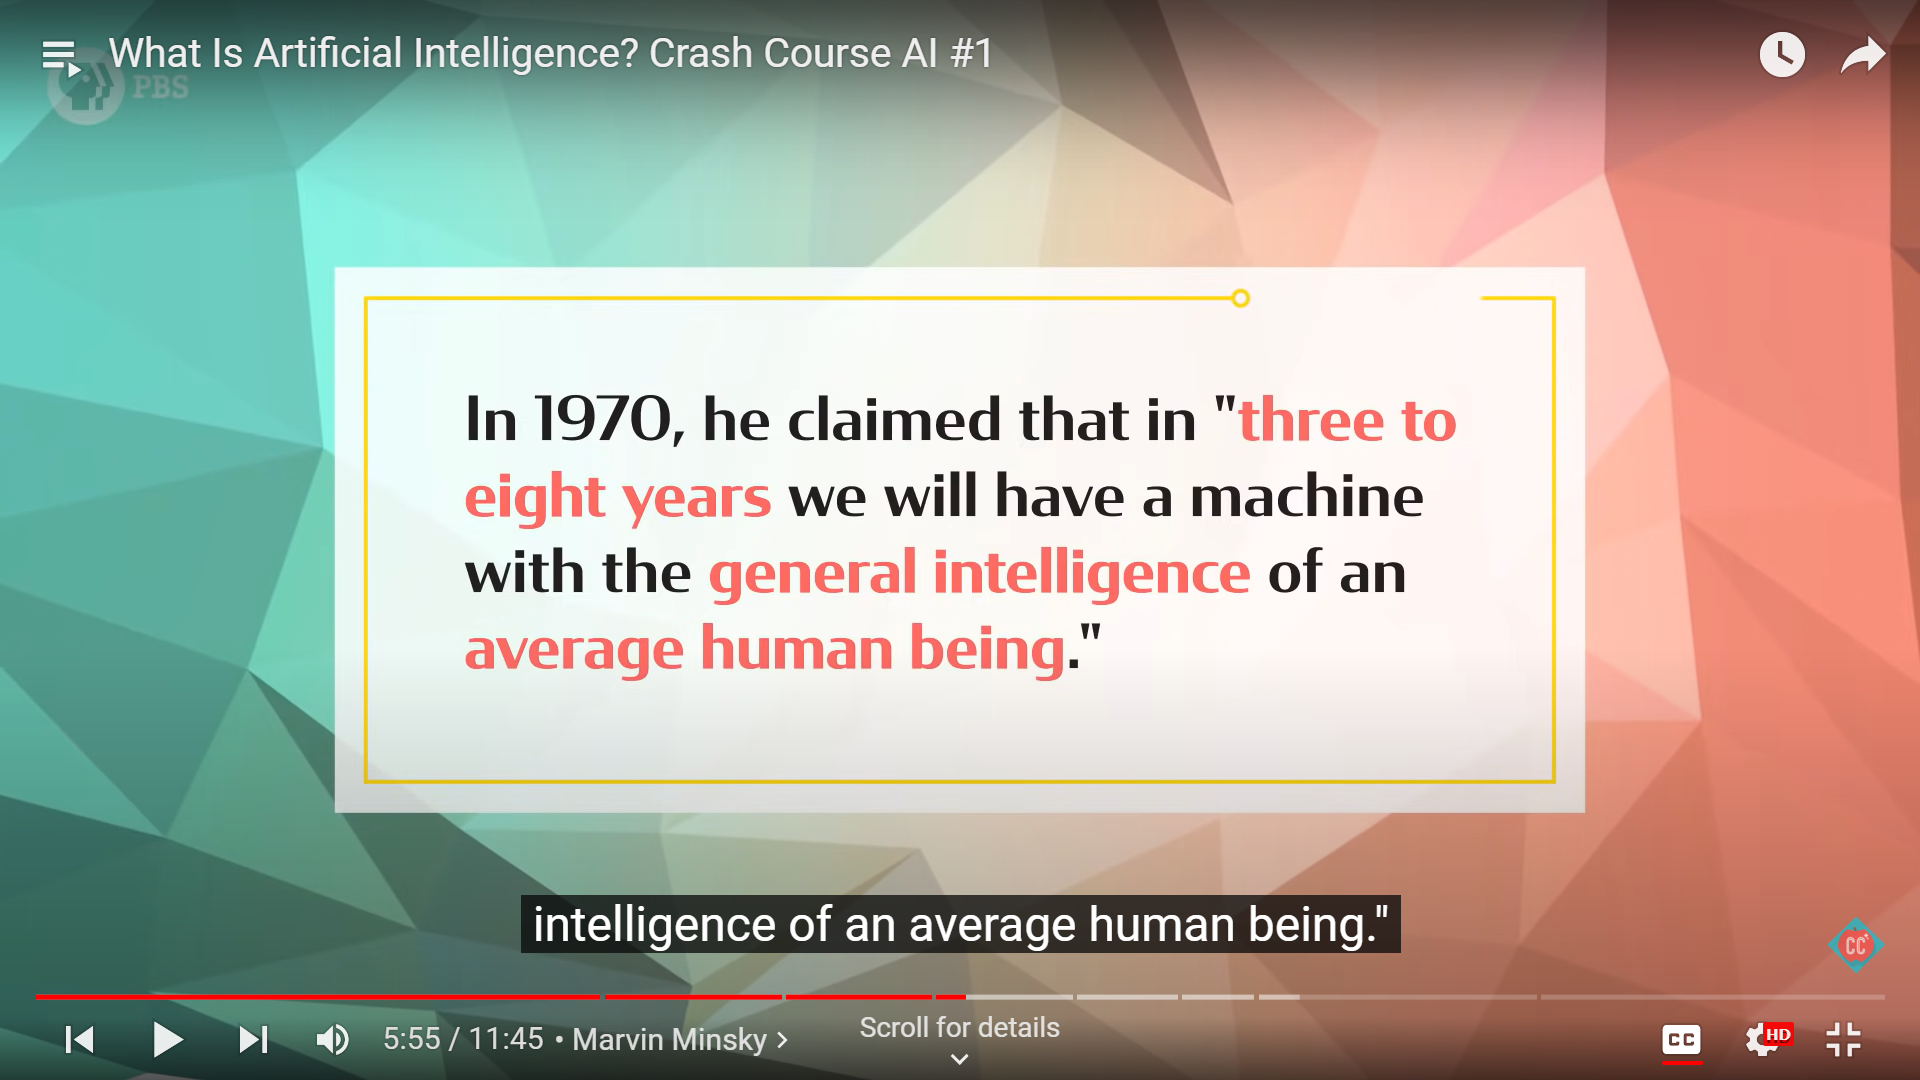 What Is Artificial Intelligence? Crash Course AI #1
PBS
In 1970, he claimed that in "three to
eight years we will have a machine
with the general intelligence of an
average human being."
intelligence of an average human being."
CC
5:55 / 11:45 • Marvin Minsky
Scroll for details
CC
HD